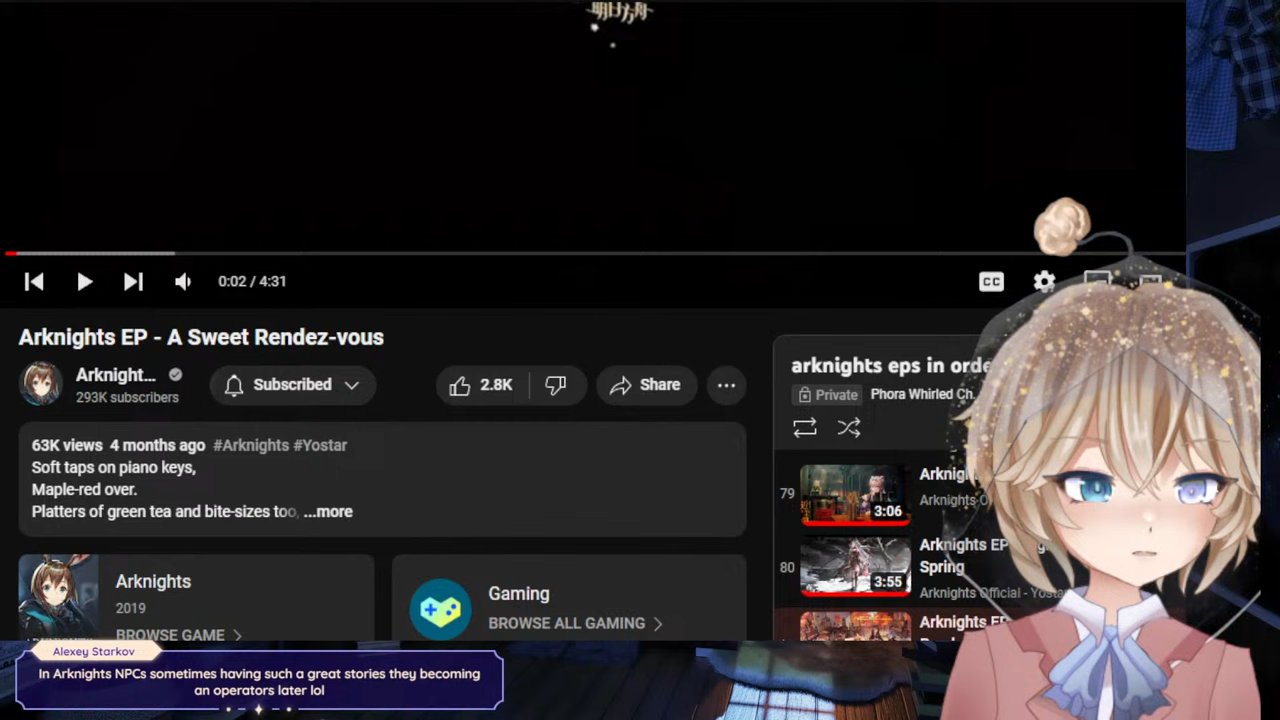 明日方舟
0:02 / 4:31
CC
Arknights EP - A Sweet Rendez-vous
Arknight...
293K subscribers
Subscribed
2.8K
Share
63K views 4 months ago #Arknights #Yostar
Soft taps on piano keys,
Maple-red over.
Platters of green tea and bite-sizes too, ...more
Arknights
2019
BROWSE GAME
Gaming
BROWSE ALL GAMING
arknights eps in orde
Private
Phora Whirled Ch.
79
3:06
Arknig
Arknights O
80
3:55
Arknights EP
Spring
Arknights Official - Yosta
Arknights E
Alexey Starkov
In Arknights NPCs sometimes having such a great stories they becoming
an operators later lol